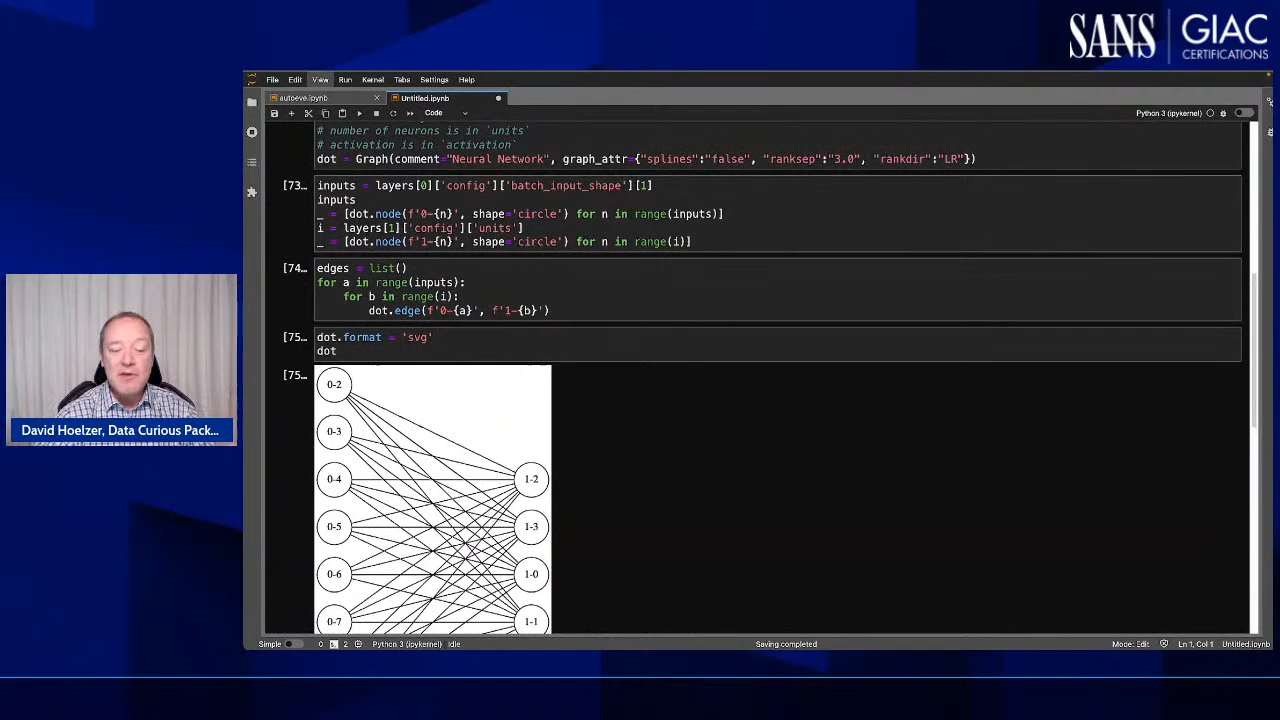 SANS
GIAC
CERTIFICATIONS
File Edit View Run Kernel Tabs Settings Help
autoeve.ipynb
Untitled.ipynb
Code
Python 3 (ipykernel)
# number of neurons is in `units`
# activation is in `activation`
dot = Graph(comment="Neural Network", graph_attr={"splines":"false", "ranksep":"3.0", "rankdir":"LR"})
[73…
inputs = layers[0]['config']['batch_input_shape'][1]
inputs
_ = [dot.node(f'0-{n}', shape='circle') for n in range(inputs)]
i = layers[1]['config']['units']
_ = [dot.node(f'1-{n}', shape='circle') for n in range(i)]
[74…
edges = list()
for a in range(inputs):
    for b in range(i):
        dot.edge(f'0-{a}', f'1-{b}')
[75…
dot.format = 'svg'
dot
[75…
0-2
0-3
0-4
1-2
0-5
1-3
0-6
1-0
0-7
1-1
David Hoelzer, Data Curious Pack...
Simple
0
2
Python 3 (ipykernel) Idle
Saving completed
Mode: Edit
Ln 1, Col 1
Untitled.ipynb